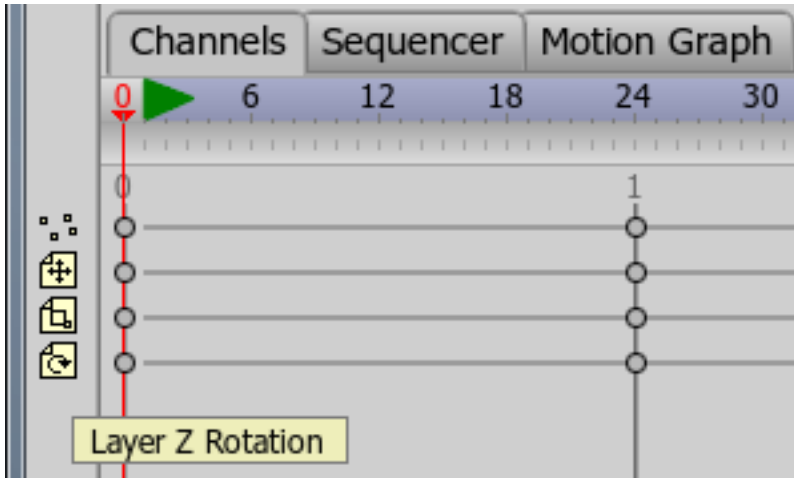 Channels Sequencer Motion Graph
0 6 12 18 24 30
0 1
Layer Z Rotation